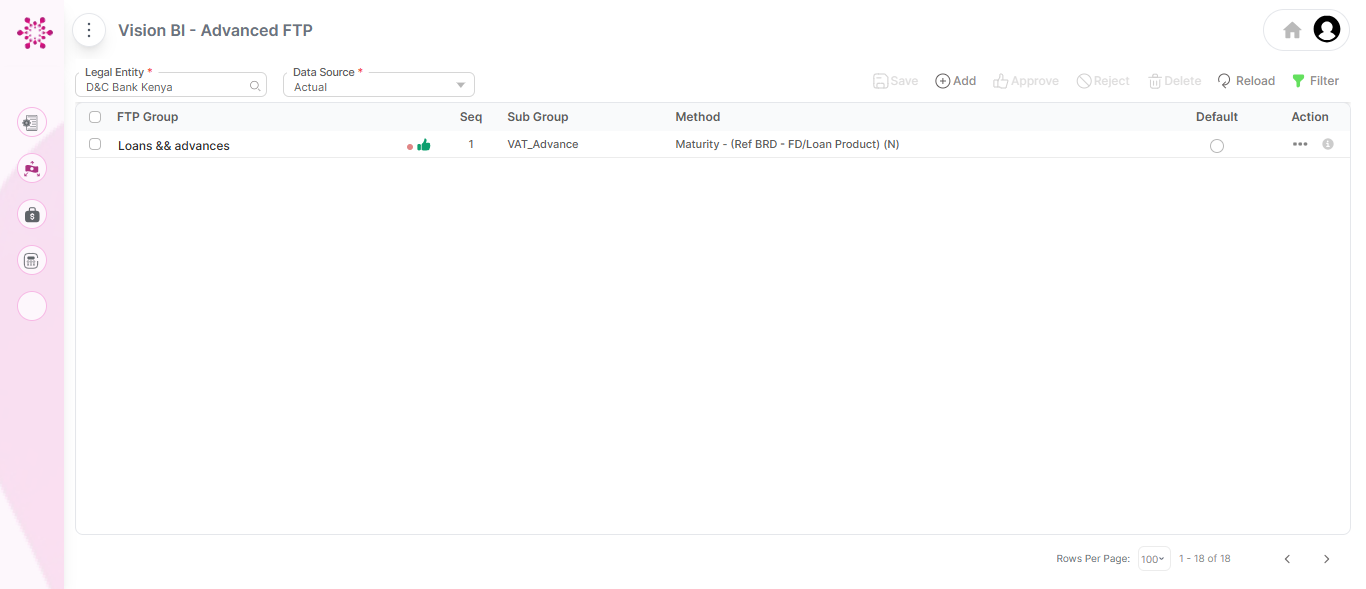 Vision BI - Advanced FTP
Legal Entity *
D&C Bank Kenya
Data Source *
Actual
Save Add Approve Reject Delete Reload Filter
FTP Group Seq Sub Group Method Default Action
Loans && advances 1 VAT_Advance Maturity - (Ref BRD - FD/Loan Product) (N)
Rows Per Page: 100 1 - 18 of 18